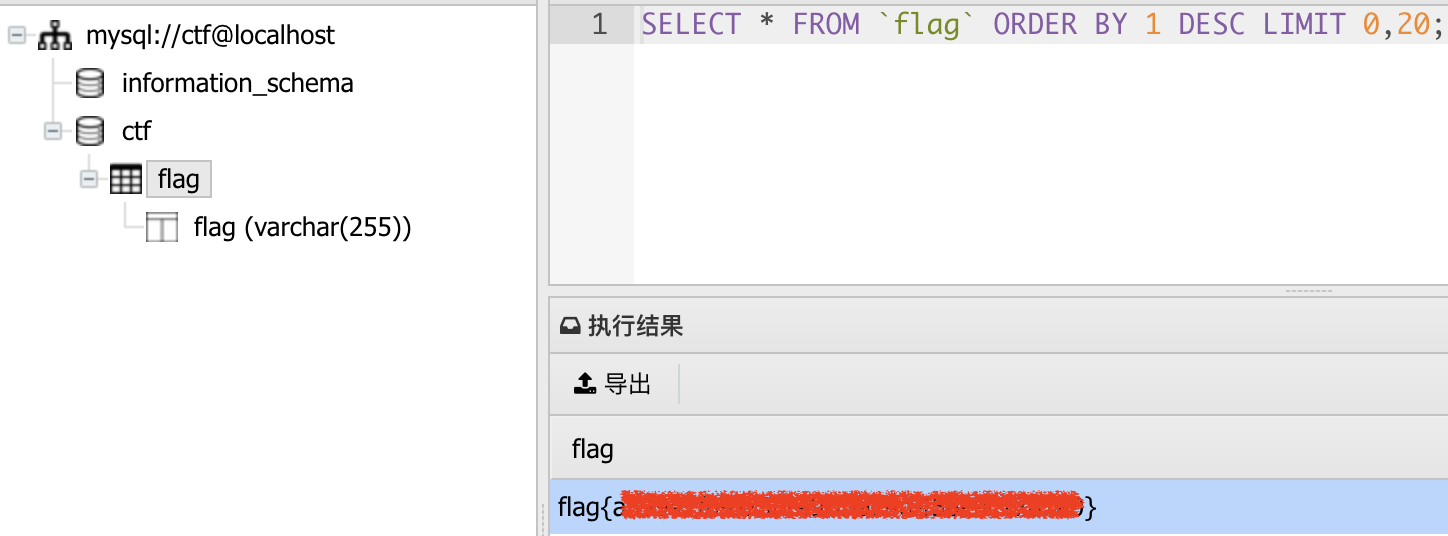 mysql://ctf@localhost
information_schema
ctf
flag
flag (varchar(255))
1 SELECT * FROM `flag` ORDER BY 1 DESC LIMIT 0,20;
执行结果
导出
flag
flag{a }